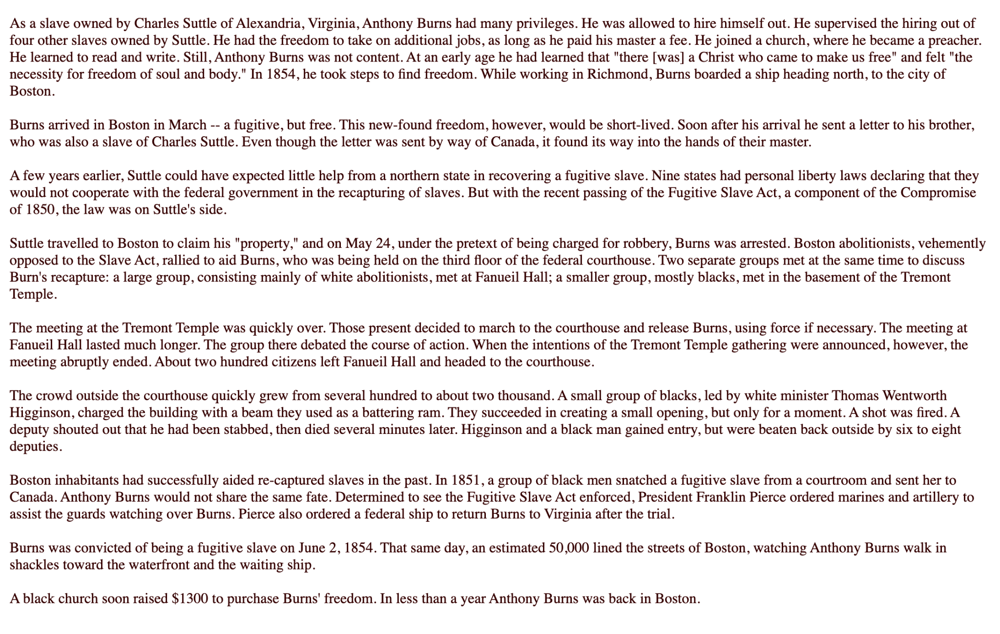 As a slave owned by Charles Suttle of Alexandria, Virginia, Anthony Burns had many privileges. He was allowed to hire himself out. He supervised the hiring out of
four other slaves owned by Suttle. He had the freedom to take on additional jobs, as long as he paid his master a fee. He joined a church, where he became a preacher.
He learned to read and write. Still, Anthony Burns was not content. At an early age he had learned that "there [was] a Christ who came to make us free" and felt "the
necessity for freedom of soul and body." In 1854, he took steps to find freedom. While working in Richmond, Burns boarded a ship heading north, to the city of
Boston.

Burns arrived in Boston in March -- a fugitive, but free. This new-found freedom, however, would be short-lived. Soon after his arrival he sent a letter to his brother,
who was also a slave of Charles Suttle. Even though the letter was sent by way of Canada, it found its way into the hands of their master.

A few years earlier, Suttle could have expected little help from a northern state in recovering a fugitive slave. Nine states had personal liberty laws declaring that they
would not cooperate with the federal government in the recapturing of slaves. But with the recent passing of the Fugitive Slave Act, a component of the Compromise
of 1850, the law was on Suttle's side.

Suttle travelled to Boston to claim his "property," and on May 24, under the pretext of being charged for robbery, Burns was arrested. Boston abolitionists, vehemently
opposed to the Slave Act, rallied to aid Burns, who was being held on the third floor of the federal courthouse. Two separate groups met at the same time to discuss
Burn's recapture: a large group, consisting mainly of white abolitionists, met at Fanueil Hall; a smaller group, mostly blacks, met in the basement of the Tremont
Temple.

The meeting at the Tremont Temple was quickly over. Those present decided to march to the courthouse and release Burns, using force if necessary. The meeting at
Fanueil Hall lasted much longer. The group there debated the course of action. When the intentions of the Tremont Temple gathering were announced, however, the
meeting abruptly ended. About two hundred citizens left Fanueil Hall and headed to the courthouse.

The crowd outside the courthouse quickly grew from several hundred to about two thousand. A small group of blacks, led by white minister Thomas Wentworth
Higginson, charged the building with a beam they used as a battering ram. They succeeded in creating a small opening, but only for a moment. A shot was fired. A
deputy shouted out that he had been stabbed, then died several minutes later. Higginson and a black man gained entry, but were beaten back outside by six to eight
deputies.

Boston inhabitants had successfully aided re-captured slaves in the past. In 1851, a group of black men snatched a fugitive slave from a courtroom and sent her to
Canada. Anthony Burns would not share the same fate. Determined to see the Fugitive Slave Act enforced, President Franklin Pierce ordered marines and artillery to
assist the guards watching over Burns. Pierce also ordered a federal ship to return Burns to Virginia after the trial.

Burns was convicted of being a fugitive slave on June 2, 1854. That same day, an estimated 50,000 lined the streets of Boston, watching Anthony Burns walk in
shackles toward the waterfront and the waiting ship.

A black church soon raised $1300 to purchase Burns' freedom. In less than a year Anthony Burns was back in Boston.